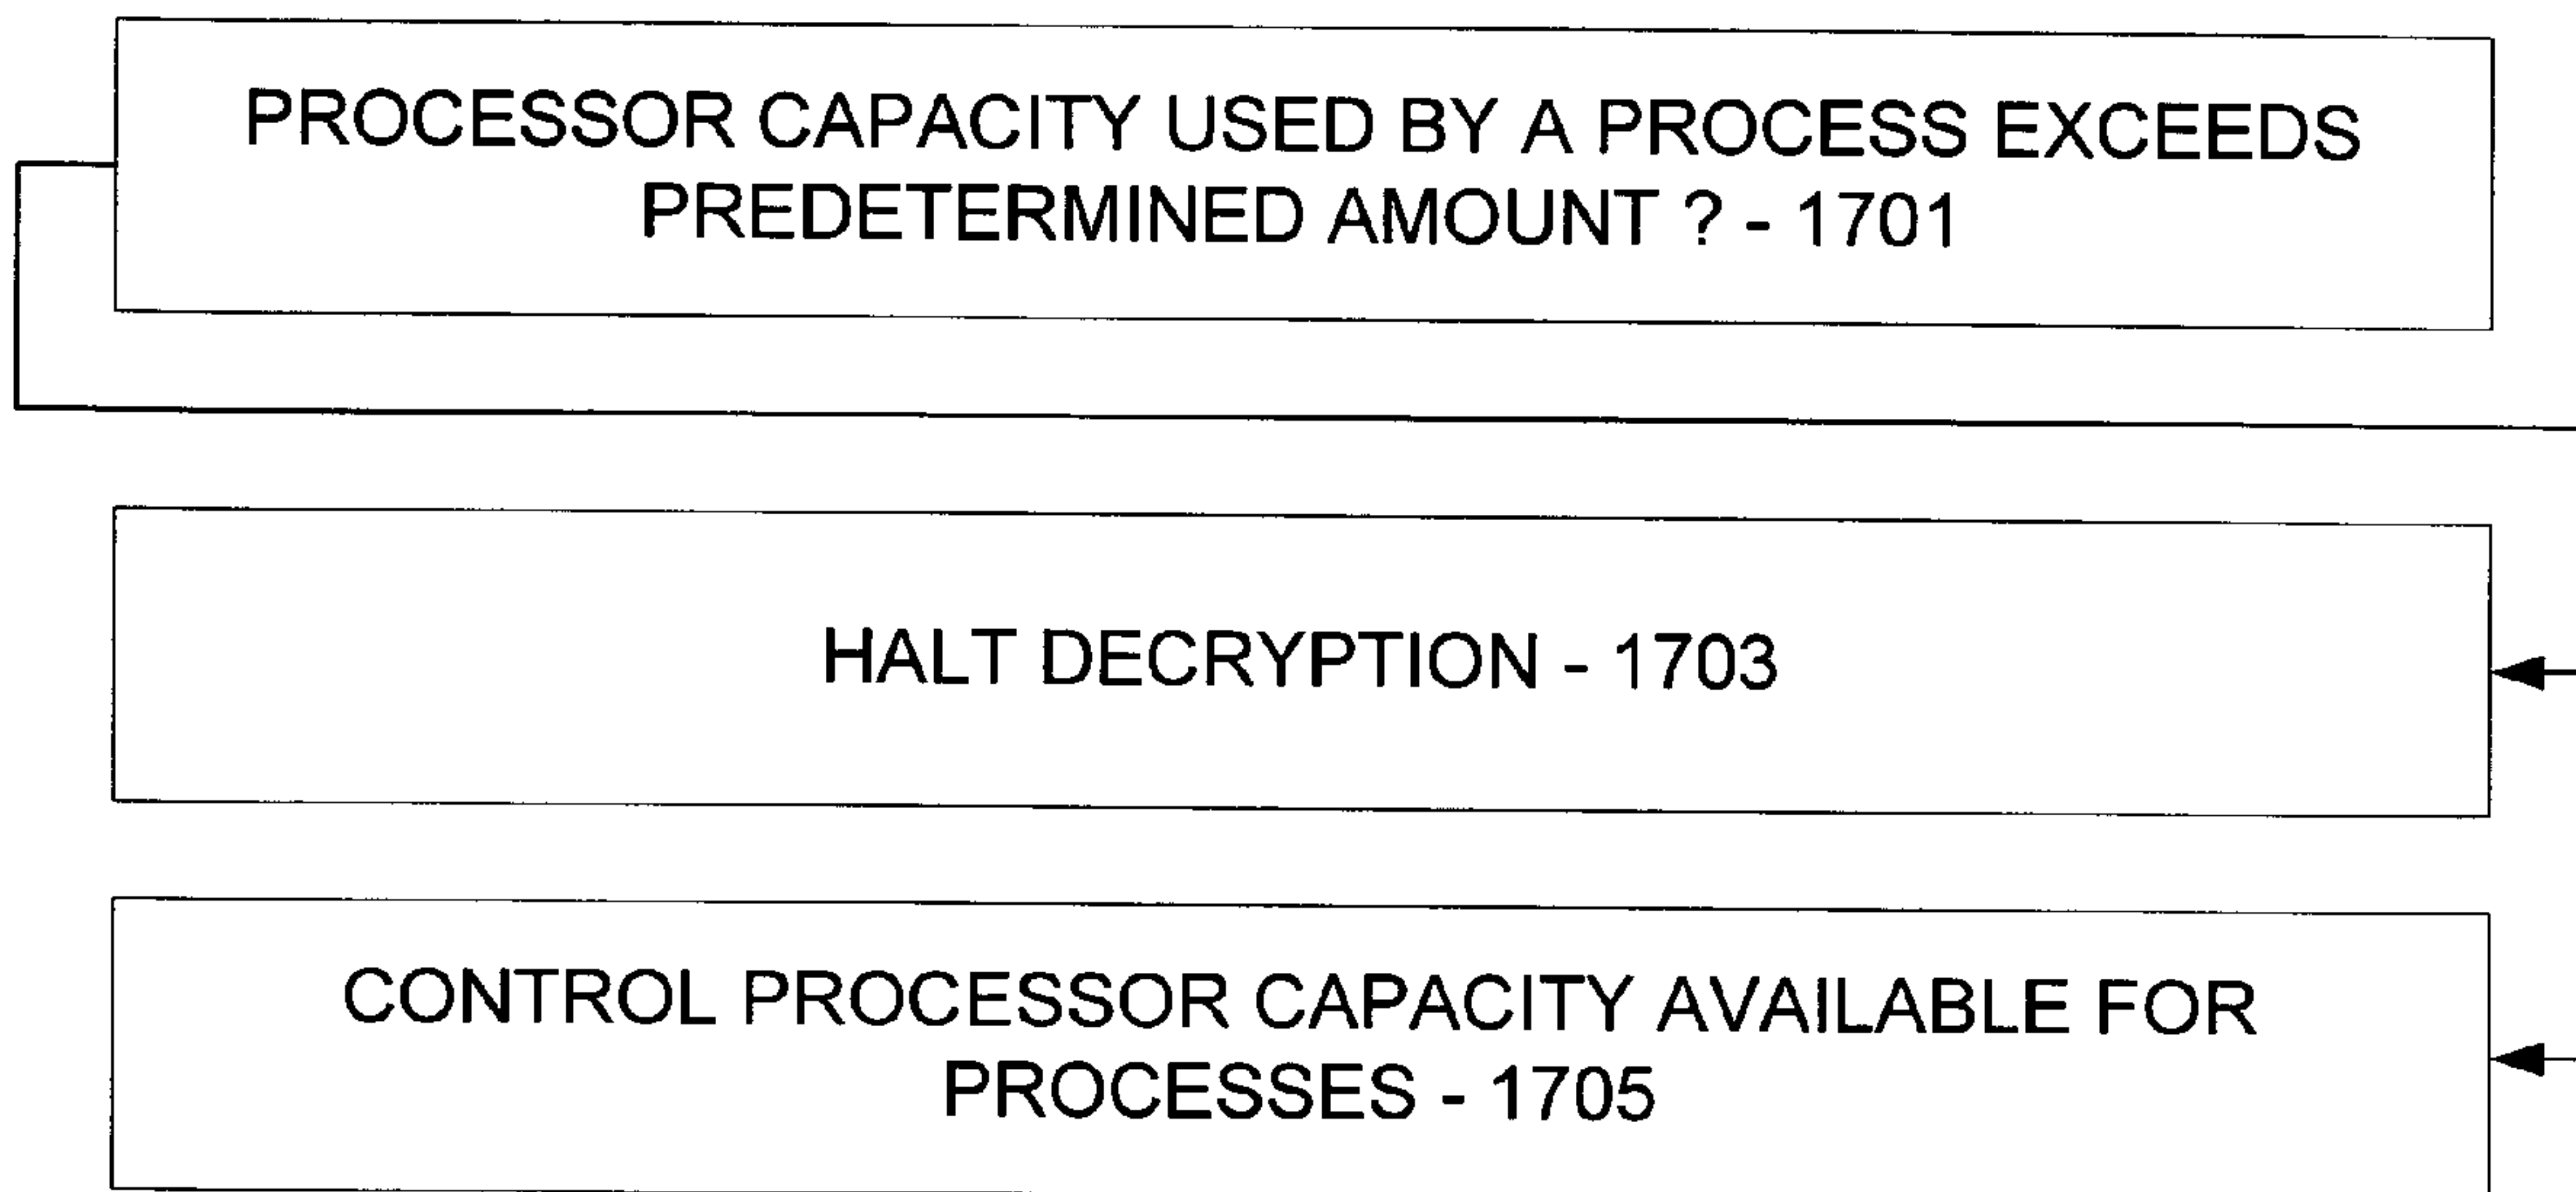 PROCESSOR CAPACITY USED BY A PROCESS EXCEEDS
PREDETERMINED AMOUNT ? - 1701
HALT DECRYPTION - 1703
CONTROL PROCESSOR CAPACITY AVAILABLE FOR
PROCESSES - 1705